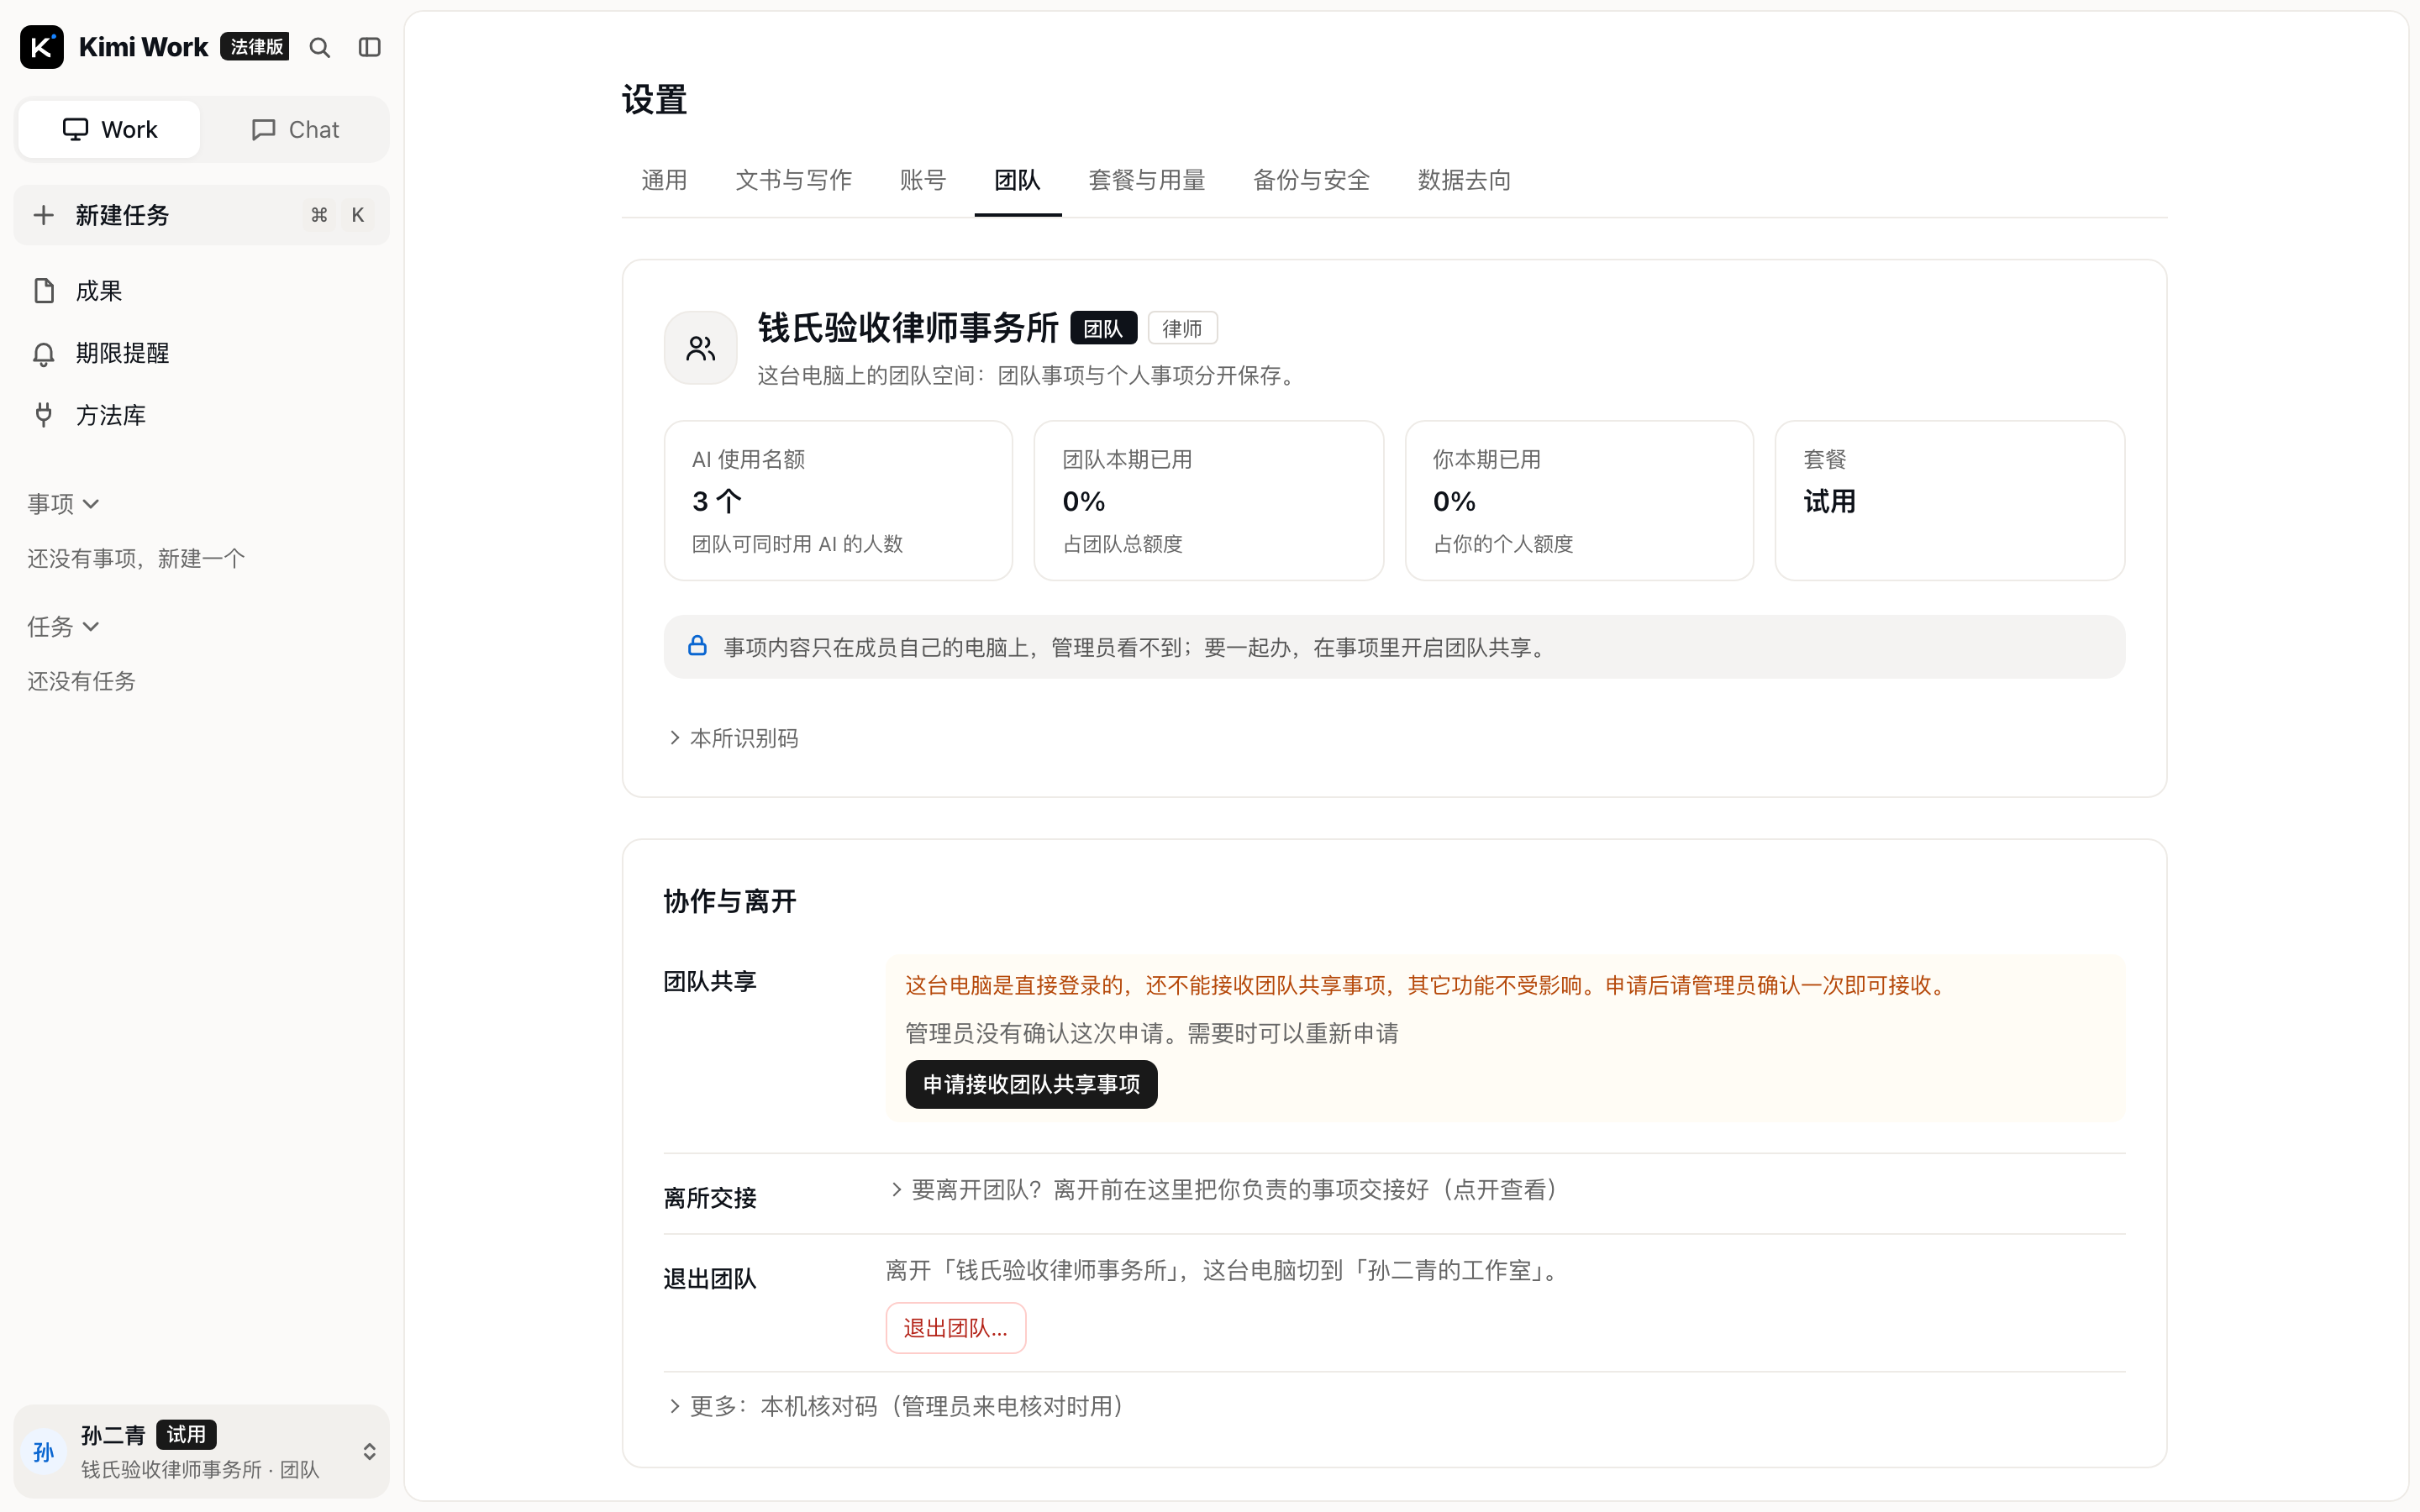 Kimi Work 法律版
Work
Chat
新建任务 ⌘ K
成果
期限提醒
方法库
事项
还没有事项，新建一个
任务
还没有任务
孙
孙二青 试用
钱氏验收律师事务所 · 团队
设置
通用 文书与写作 账号 团队 套餐与用量 备份与安全 数据去向
钱氏验收律师事务所 团队 律师
这台电脑上的团队空间：团队事项与个人事项分开保存。
AI 使用名额
3 个
团队可同时用 AI 的人数
团队本期已用
0%
占团队总额度
你本期已用
0%
占你的个人额度
套餐
试用
事项内容只在成员自己的电脑上，管理员看不到；要一起办，在事项里开启团队共享。
本所识别码
协作与离开
团队共享
这台电脑是直接登录的，还不能接收团队共享事项，其它功能不受影响。申请后请管理员确认一次即可接收。
管理员没有确认这次申请。需要时可以重新申请
申请接收团队共享事项
离所交接
要离开团队？离开前在这里把你负责的事项交接好（点开查看）
退出团队
离开「钱氏验收律师事务所」，这台电脑切到「孙二青的工作室」。
退出团队...
更多：本机核对码（管理员来电核对时用）